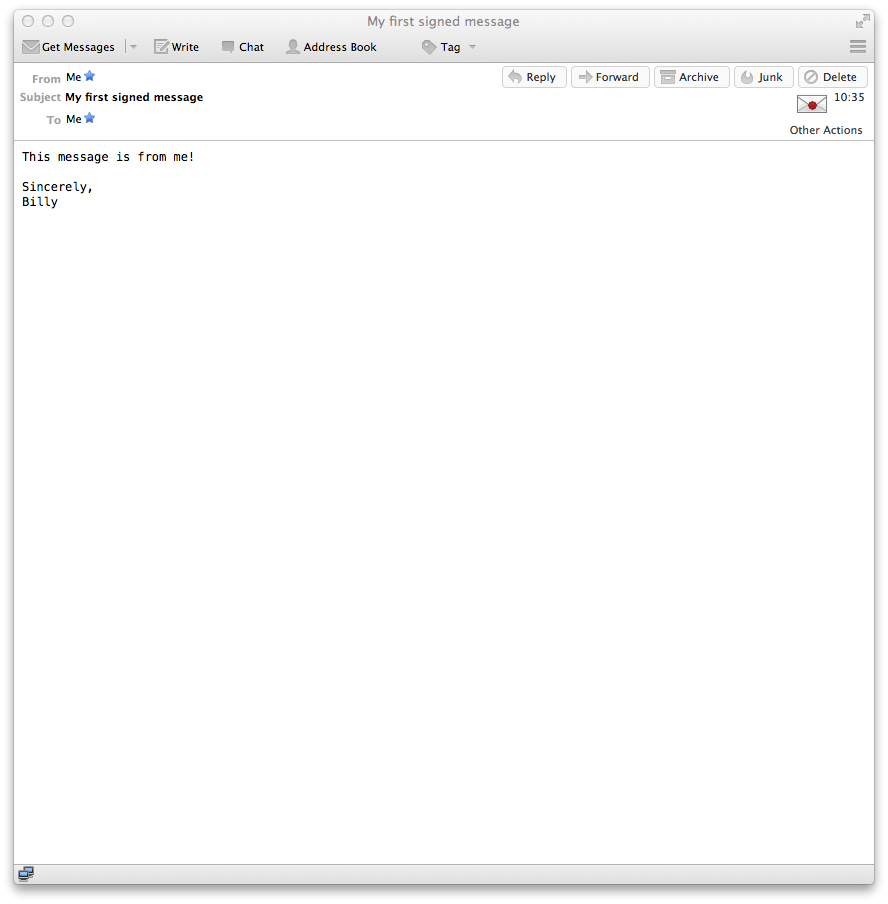 My first signed message
Get Messages Write Chat Address Book Tag
From Me Reply Forward Archive Junk Delete
Subject My first signed message 10:35
To Me
Other Actions
This message is from me!
Sincerely,
Billy